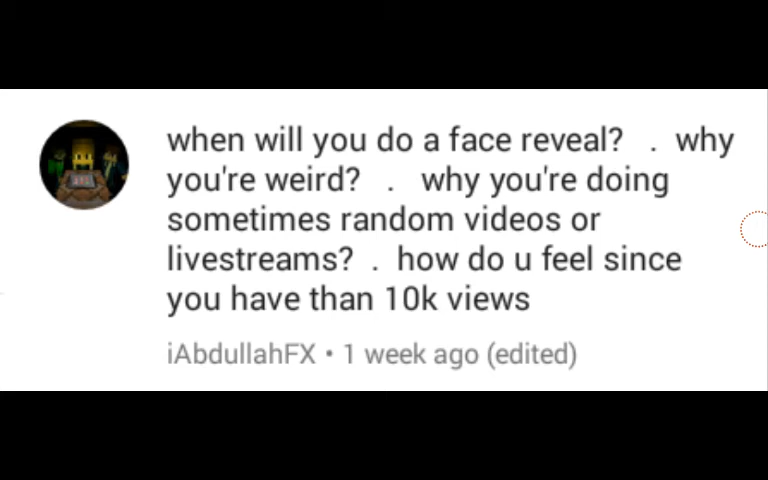 when will you do a face reveal?   .  why
you're weird?   .   why you're doing
sometimes random videos or
livestreams?  .  how do u feel since
you have than 10k views
iAbdullahFX • 1 week ago (edited)